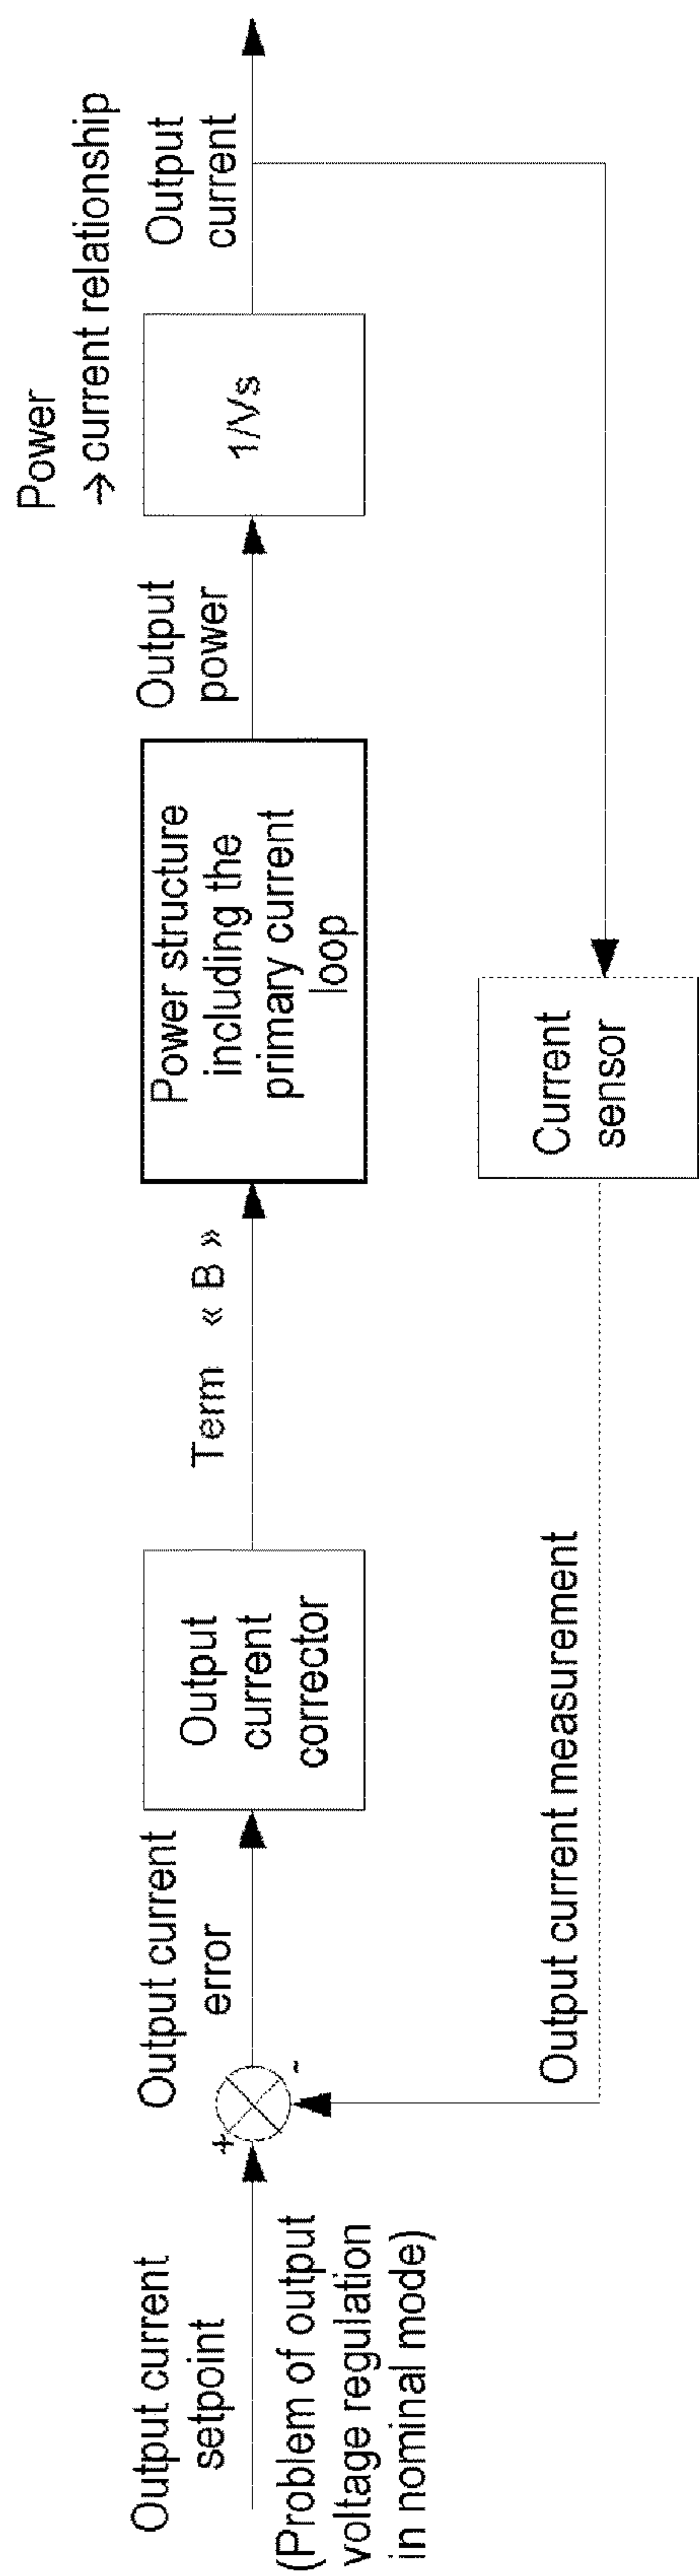 Output current
setpoint
(Problem of output
voltage regulation
in nominal mode)
+
-
Output current
error
Output
current
corrector
Term « B »
Power structure
including the
primary current
loop
Output
power
Power
→ current relationship
1/Vs
Output
current
Current
sensor
Output current measurement